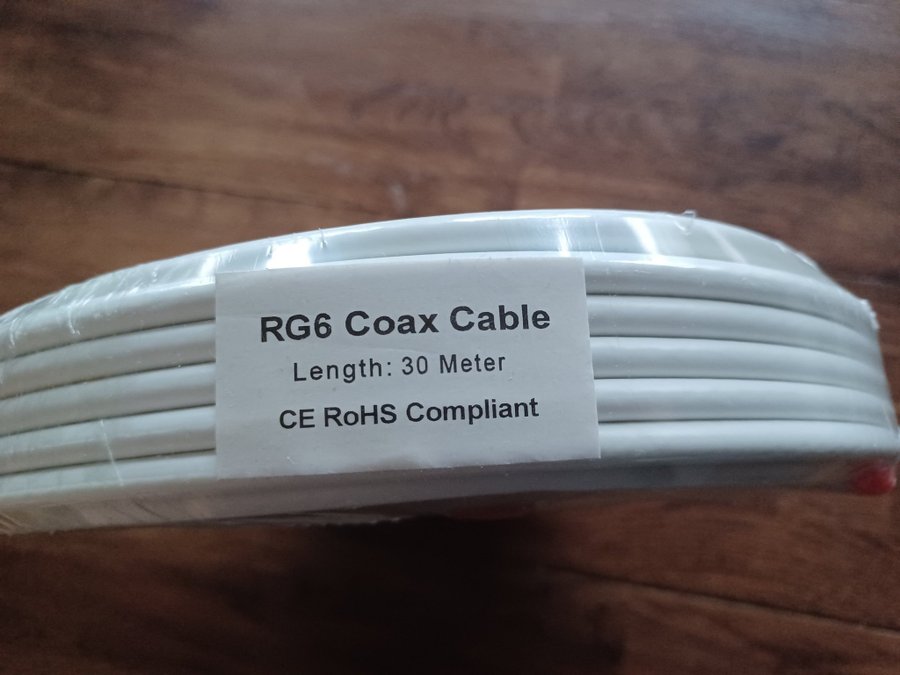 RG6 Coax Cable
Length: 30 Meter
CE RoHS Compliant